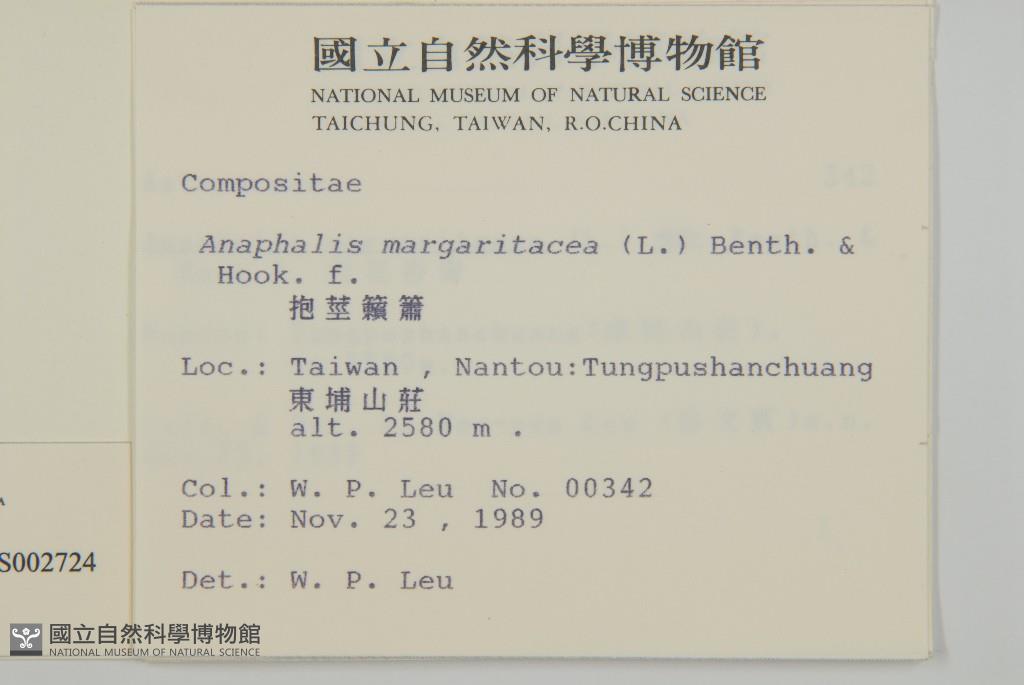 國立自然科學博物館
NATIONAL MUSEUM OF NATURAL SCIENCE
TAICHUNG, TAIWAN, R.O.CHINA
Compositae
Anaphalis margaritacea (L.) Benth. &
Hook. f.
抱莖籟簫
Loc.: Taiwan , Nantou:Tungpushanchuang
東埔山莊
alt. 2580 m .
Col.: W. P. Leu No. 00342
Date: Nov. 23 , 1989
Det.: W. P. Leu
S002724
國立自然科學博物館
NATIONAL MUSEUM OF NATURAL SCIENCE